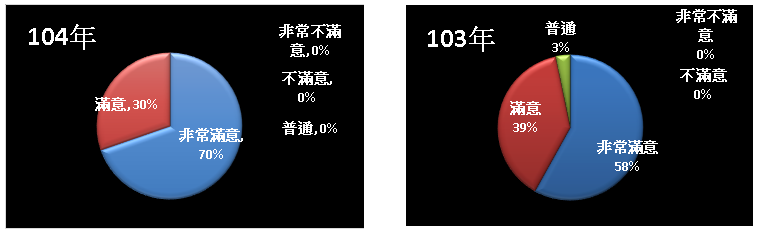 104年
非常不滿
意,0%
不滿意,
0%
普通,0%
滿意,30%
非常滿意,
70%
103年
普通
3%
非常不滿
意
0%
不滿意
0%
滿意
39%
非常滿意
58%